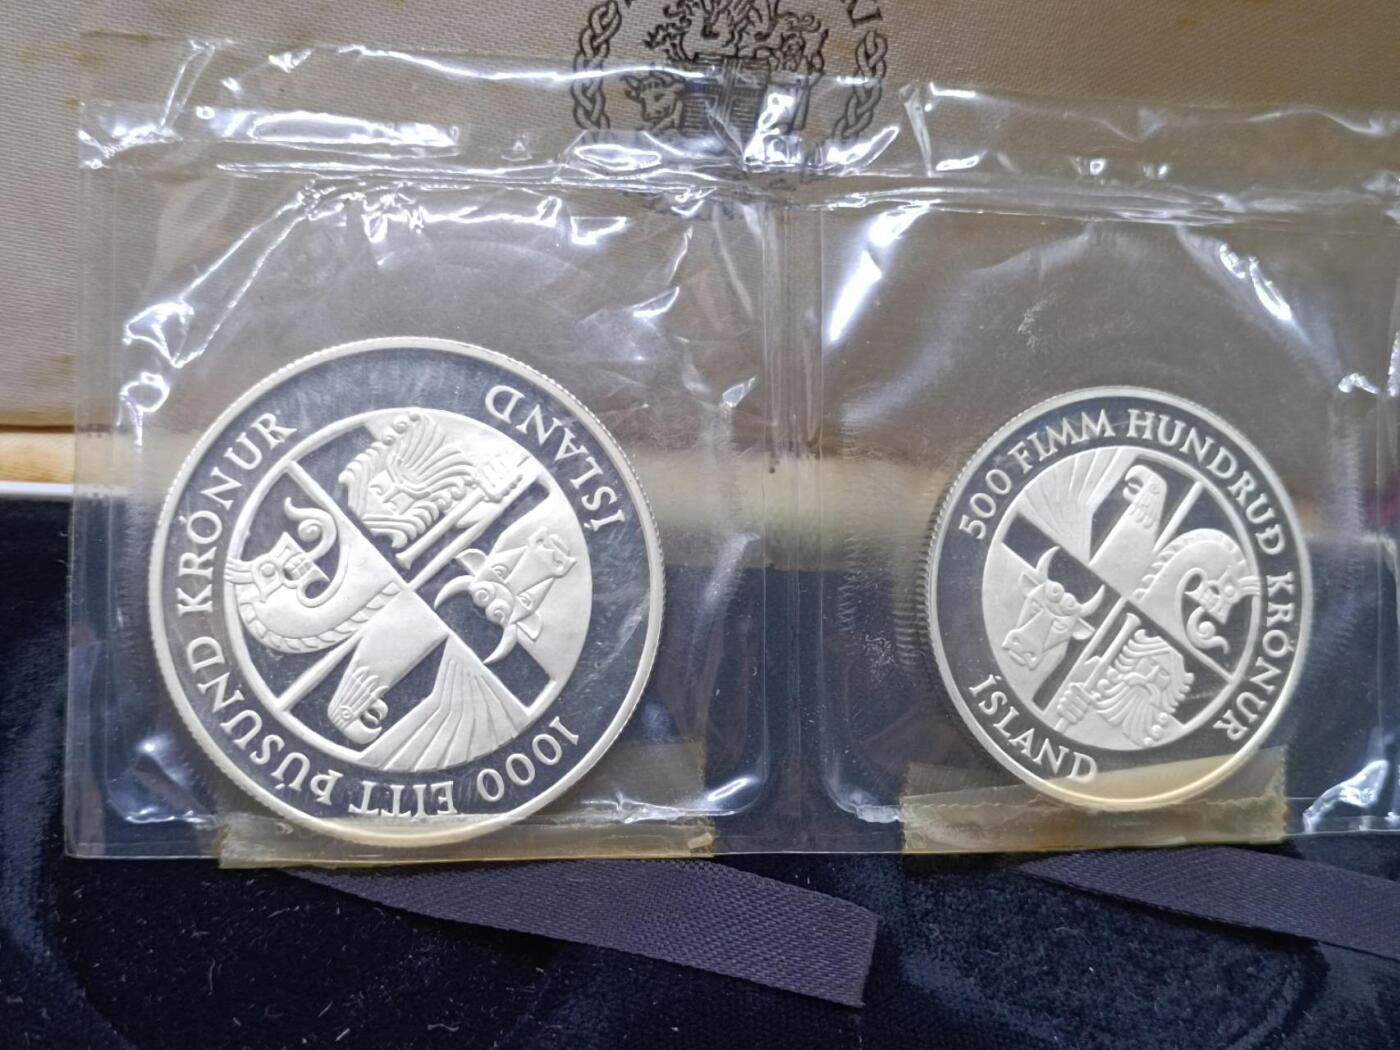 1000 EITT ÞÚSUND KRÓNUR
ÍSLAND
500 FIMM HUNDRUÐ KRÓNUR
ÍSLAND